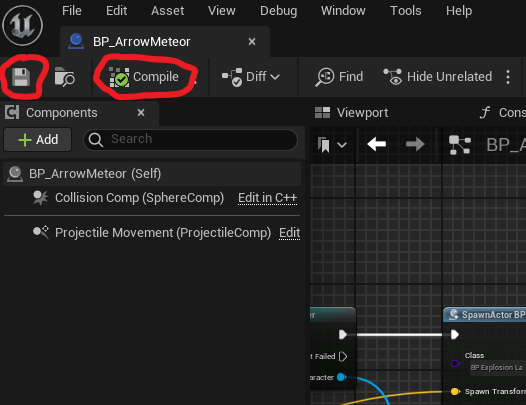 File Edit Asset View Debug Window Tools Help
BP_ArrowMeteor
Compile Diff Find Hide Unrelated
Components Viewport Cons
Add Search BP_A
BP_ArrowMeteor (Self)
Collision Comp (SphereComp) Edit in C++
Projectile Movement (ProjectileComp) Edit
er SpawnActor BP
Class
t Failed BP Explosion La
aracter Spawn Transform